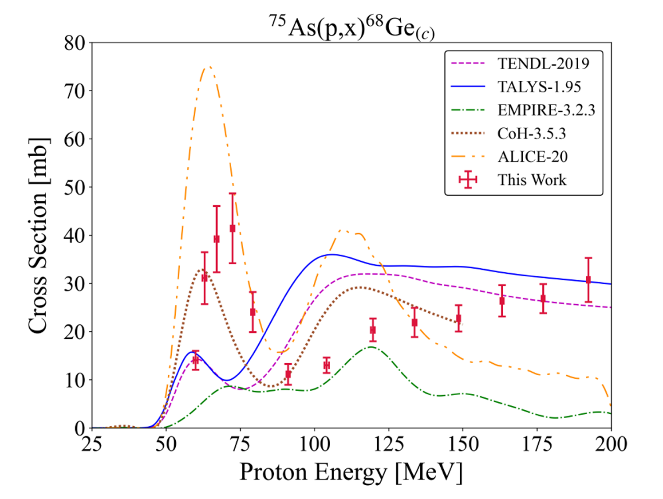 ⁷⁵As(p,x)⁶⁸Ge₍c₎
80
70
60
50
40
30
20
10
0
Cross Section [mb]
TENDL-2019
TALYS-1.95
EMPIRE-3.2.3
CoH-3.5.3
ALICE-20
This Work
25 50 75 100 125 150 175 200
Proton Energy [MeV]